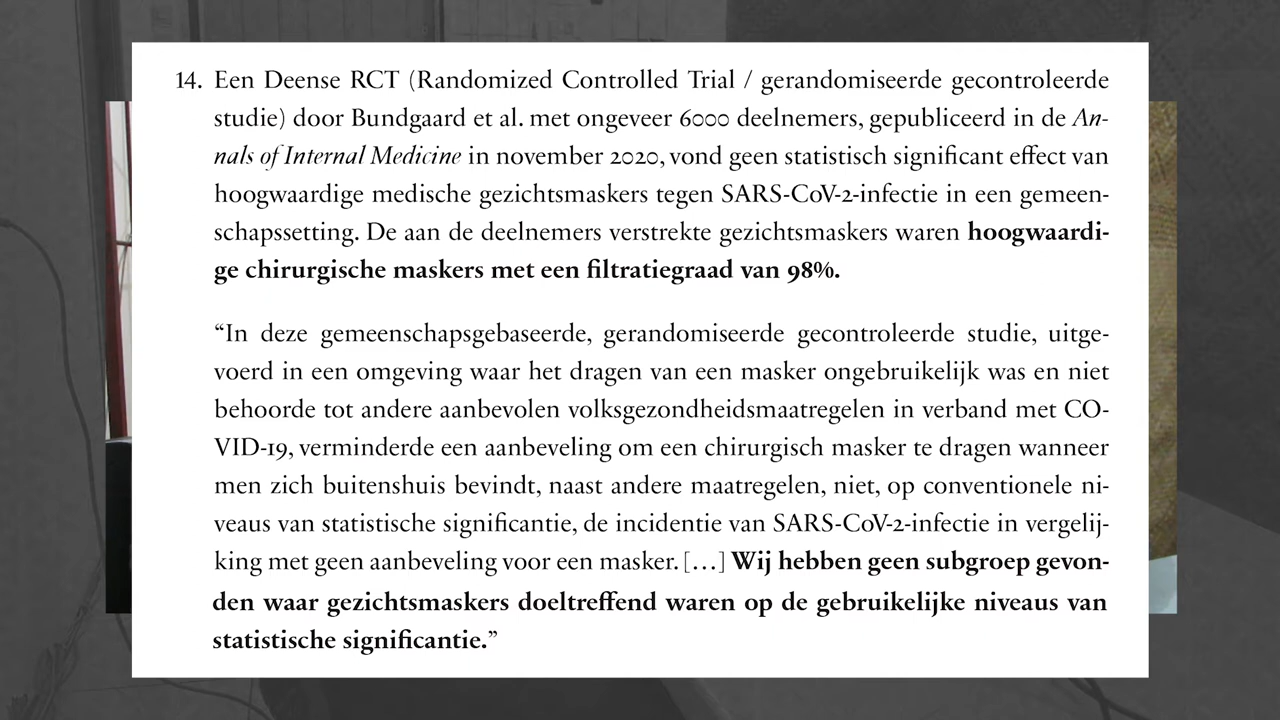 14. Een Deense RCT (Randomized Controlled Trial / gerandomiseerde gecontroleerde
studie) door Bundgaard et al. met ongeveer 6000 deelnemers, gepubliceerd in de An-
nals of Internal Medicine in november 2020, vond geen statistisch significant effect van
hoogwaardige medische gezichtsmaskers tegen SARS-CoV-2-infectie in een gemeen-
schapssetting. De aan de deelnemers verstrekte gezichtsmaskers waren hoogwaardi-
ge chirurgische maskers met een filtratiegraad van 98%.
“In deze gemeenschapsgebaseerde, gerandomiseerde gecontroleerde studie, uitge-
voerd in een omgeving waar het dragen van een masker ongebruikelijk was en niet
behoorde tot andere aanbevolen volksgezondheidsmaatregelen in verband met CO-
VID-19, verminderde een aanbeveling om een chirurgisch masker te dragen wanneer
men zich buitenshuis bevindt, naast andere maatregelen, niet, op conventionele ni-
veaus van statistische significantie, de incidentie van SARS-CoV-2-infectie in vergelij-
king met geen aanbeveling voor een masker. […] Wij hebben geen subgroep gevon-
den waar gezichtsmaskers doeltreffend waren op de gebruikelijke niveaus van
statistische significantie.”